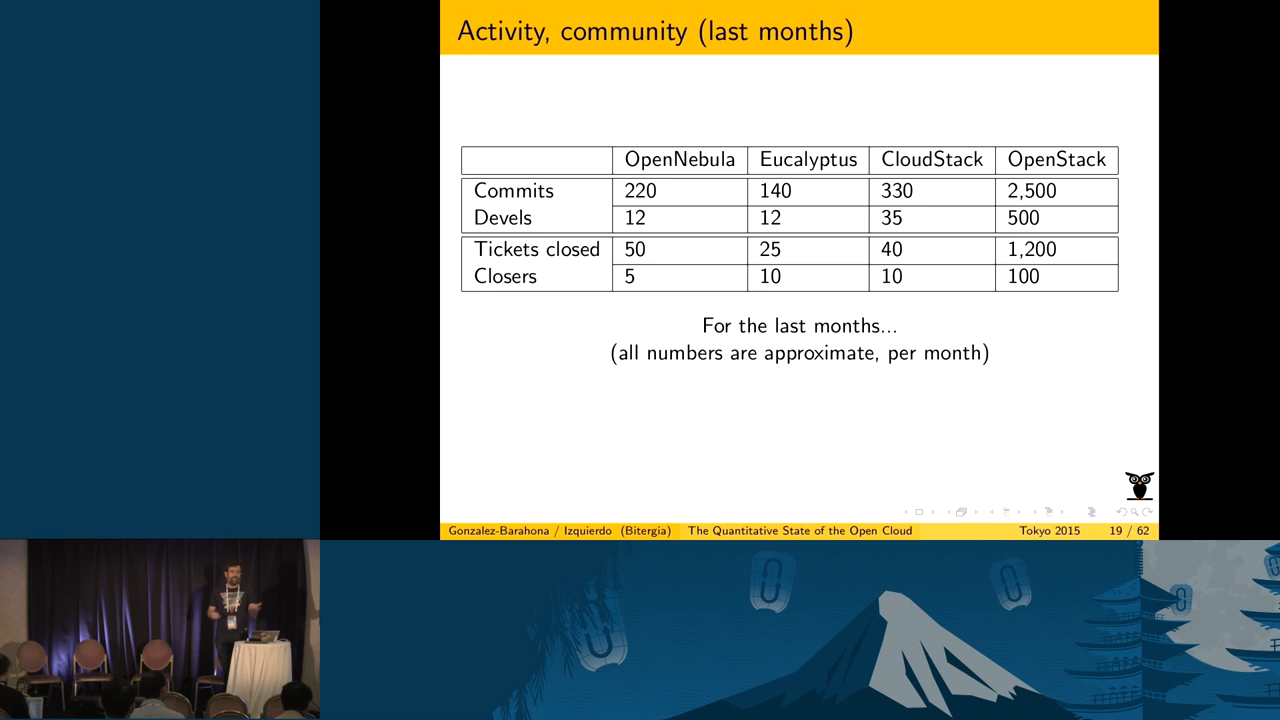 Activity, community (last months)
OpenNebula Eucalyptus CloudStack OpenStack
Commits 220 140 330 2,500
Devels 12 12 35 500
Tickets closed 50 25 40 1,200
Closers 5 10 10 100
For the last months...
(all numbers are approximate, per month)
Gonzalez-Barahona / Izquierdo (Bitergia) The Quantitative State of the Open Cloud Tokyo 2015 19 / 62